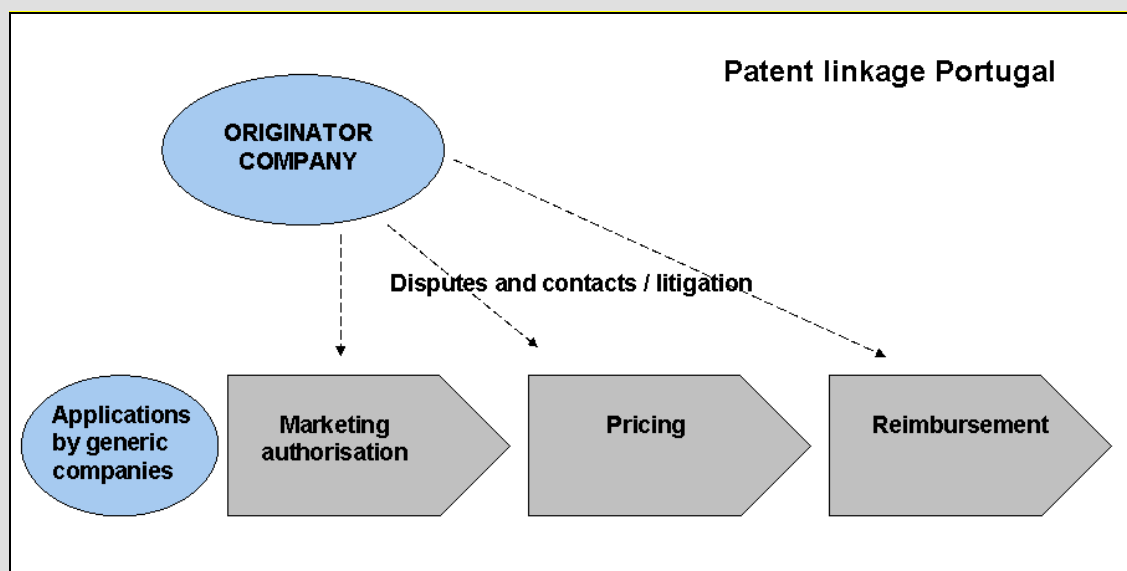 Patent linkage Portugal
ORIGINATOR
COMPANY
Disputes and contacts / litigation
Applications
by generic
companies
Marketing
authorisation
Pricing
Reimbursement